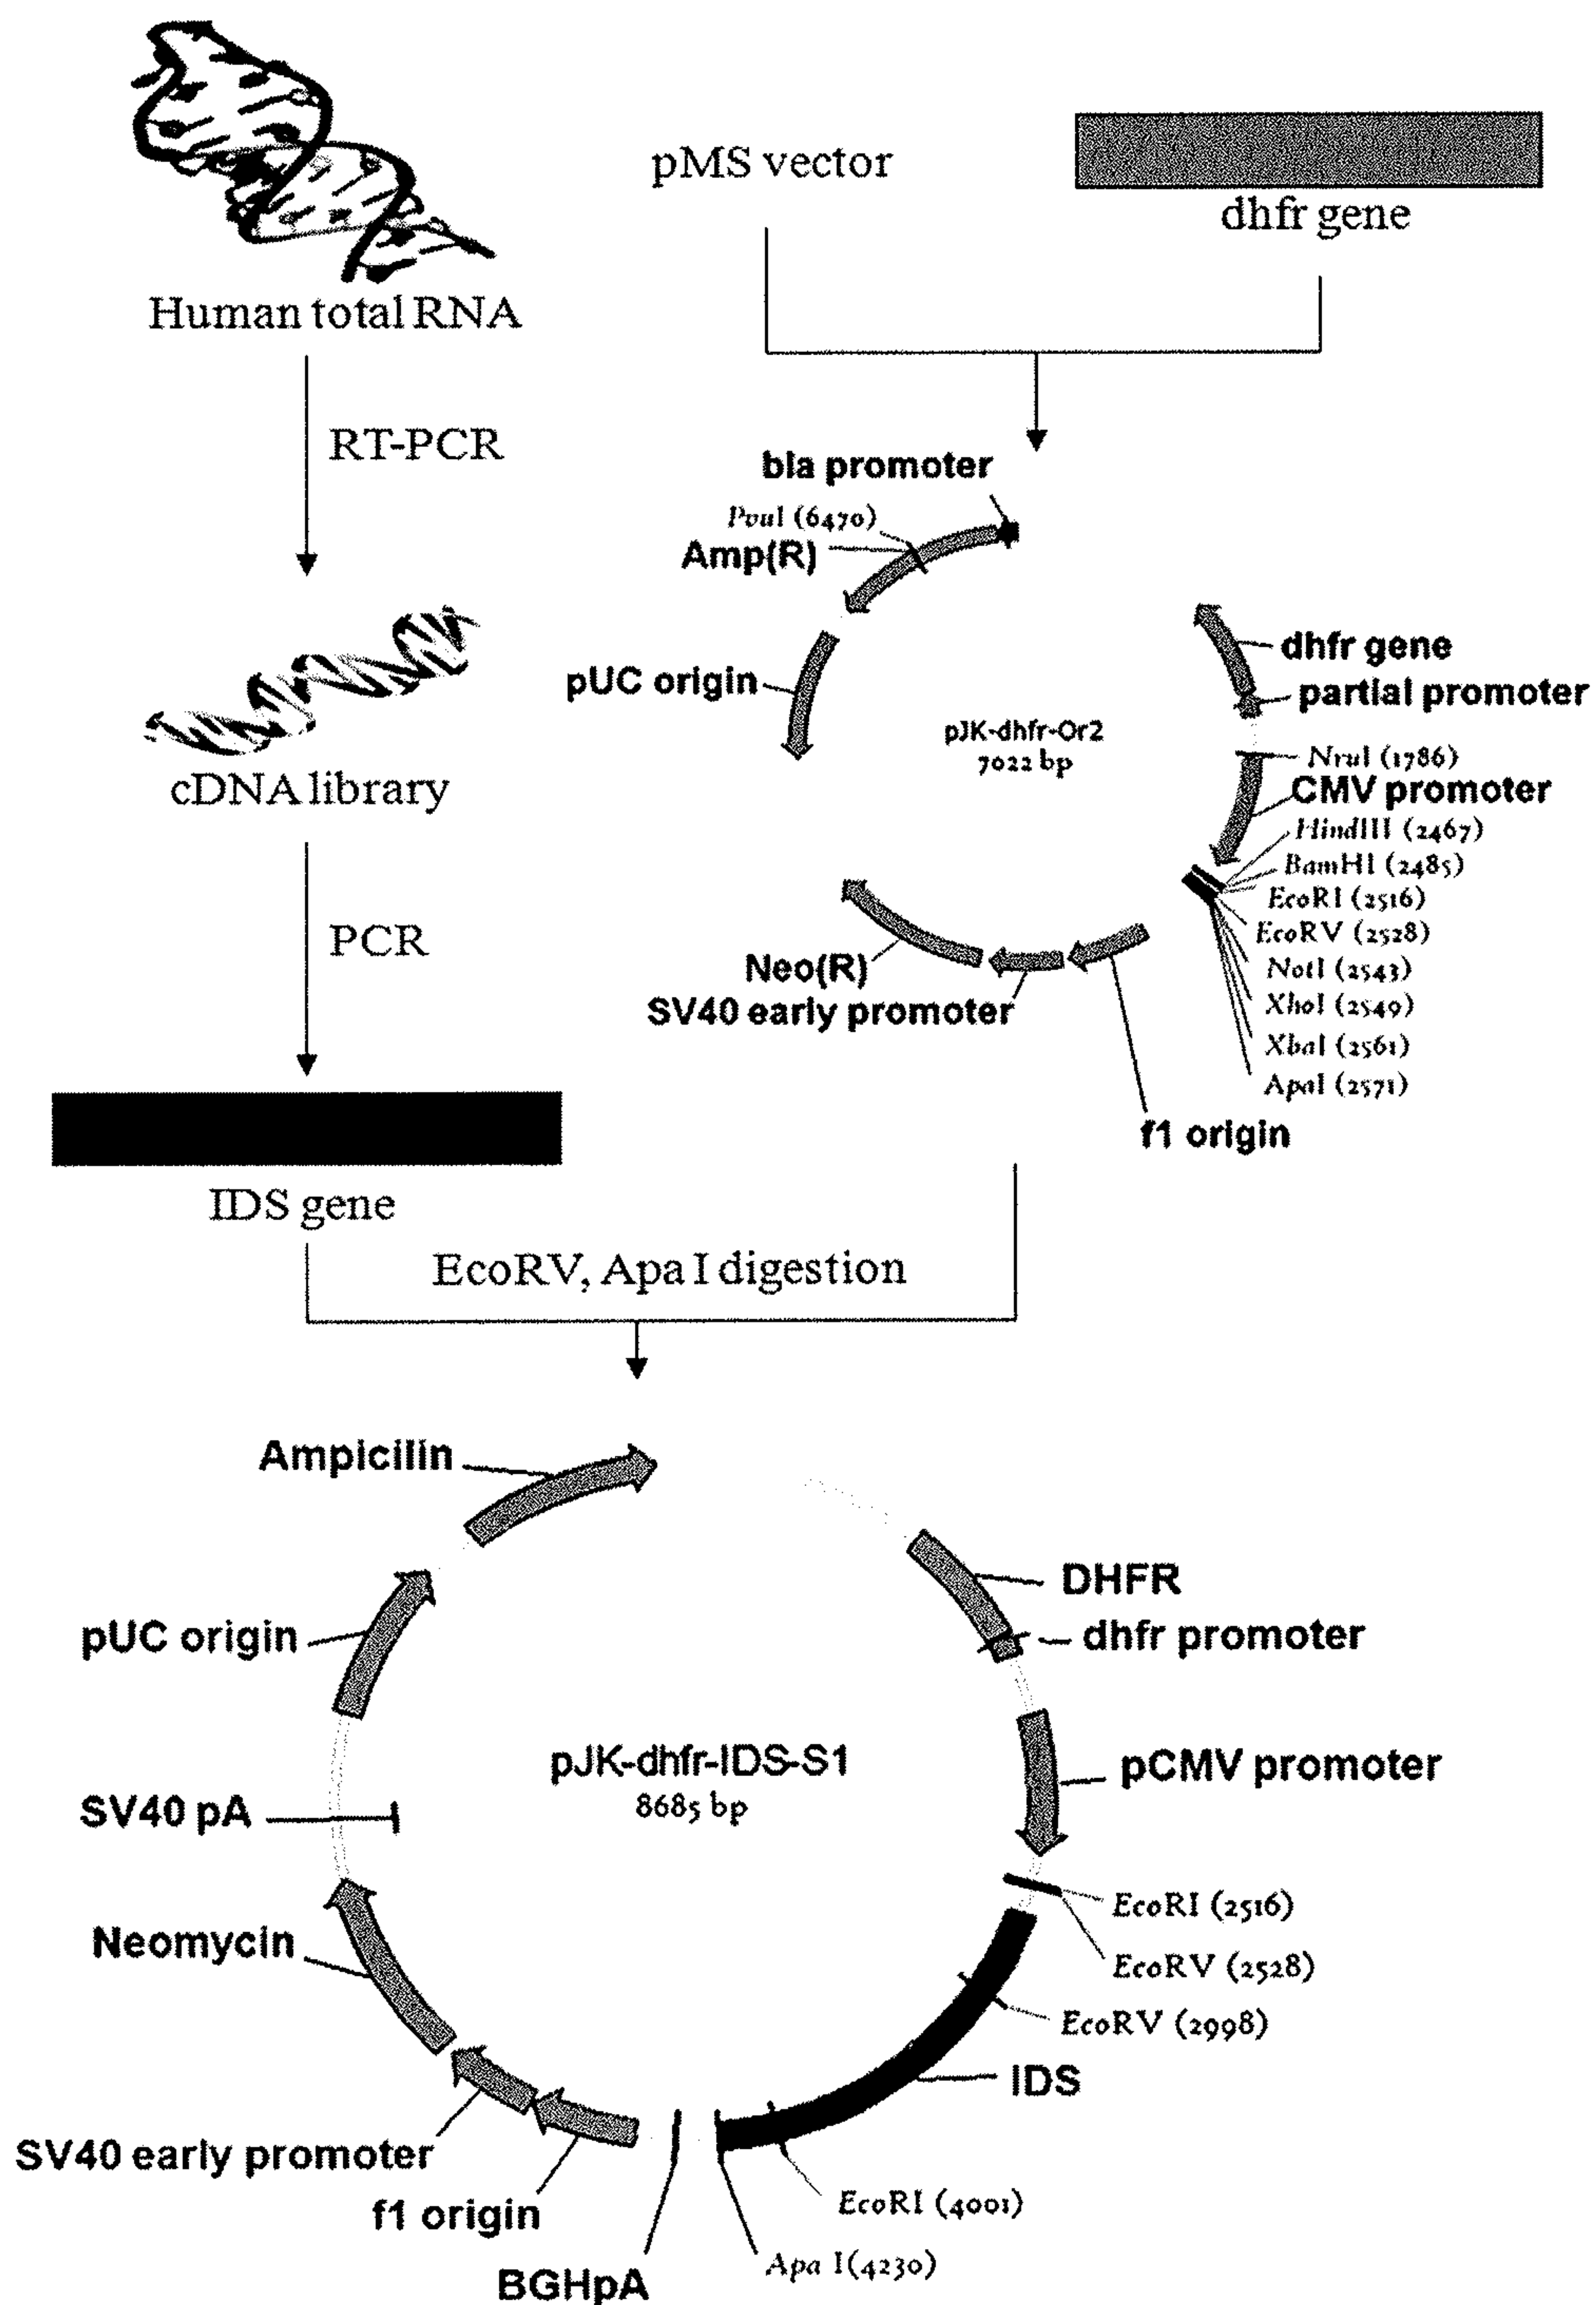 pMS vector
dhfr gene
Human total RNA
RT-PCR
cDNA library
PCR
IDS gene
bla promoter
PvuI (6470)
Amp(R)
pUC origin
dhfr gene
partial promoter
pJK-dhfr-Or2
7022 bp
NruI (1786)
CMV promoter
HindIII (2467)
BamHI (2485)
EcoRI (2516)
EcoRV (2528)
NotI (2543)
XhoI (2549)
XbaI (2561)
ApaI (2571)
Neo(R)
SV40 early promoter
f1 origin
EcoRV, Apa I digestion
Ampicilin
DHFR
dhfr promoter
pUC origin
pJK-dhfr-IDS-S1
8685 bp
pCMV promoter
SV40 pA
EcoRI (2516)
Neomycin
EcoRV (2528)
EcoRV (2998)
IDS
SV40 early promoter
f1 origin
EcoRI (4001)
Apa I(4230)
BGHpA